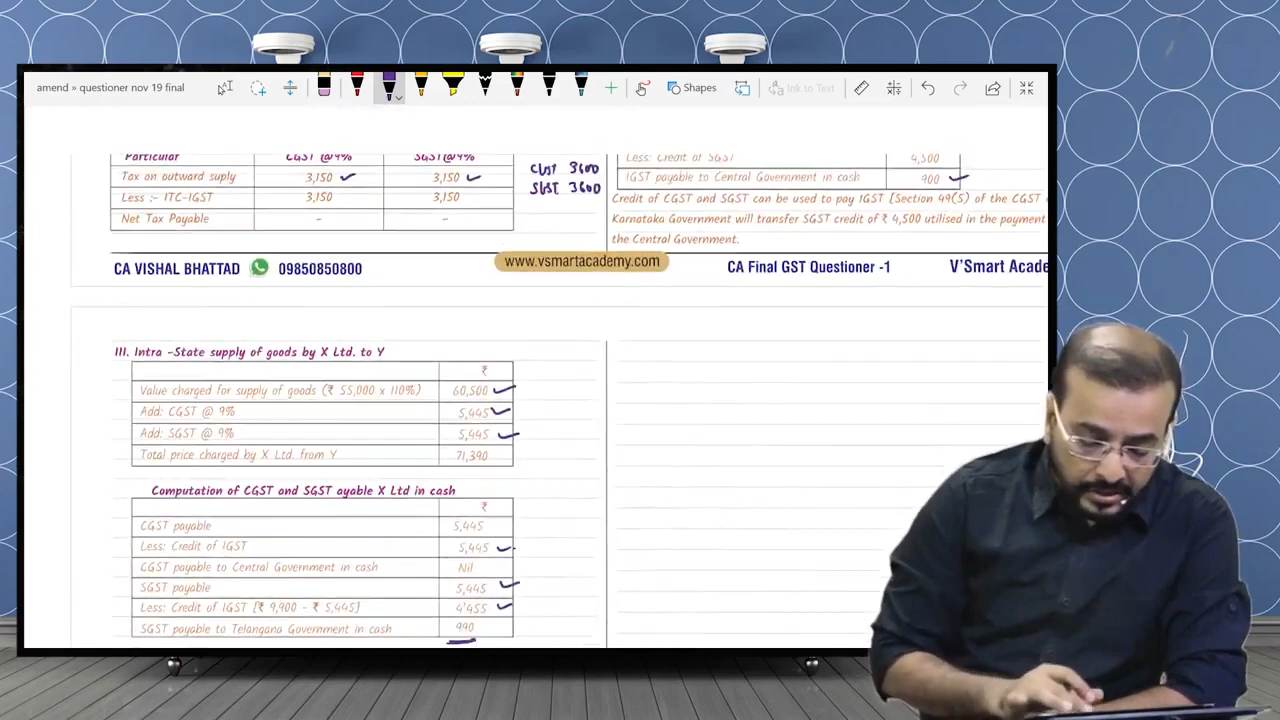 amend » questioner nov 19 final
Shapes
Ink to Text
Particular CGST @9% SGST@9%
Tax on outward suply 3,150 3,150
Less :- ITC-IGST 3,150 3,150
Net Tax Payable - -
CGST 3600
SGST 3600
Less: Credit of SGST 4,500
IGST payable to Central Government in cash 900
Credit of CGST and SGST can be used to pay IGST [Section 49(5) of the CGST
Karnataka Government will transfer SGST credit of ₹ 4,500 utilised in the payment
the Central Government.
CA VISHAL BHATTAD 09850850800
www.vsmartacademy.com
CA Final GST Questioner -1
V'Smart Acade
III. Intra -State supply of goods by X Ltd. to Y
₹
Value charged for supply of goods (₹ 55,000 x 110%) 60,500
Add: CGST @ 9% 5,445
Add: SGST @ 9% 5,445
Total price charged by X Ltd. from Y 71,390
Computation of CGST and SGST ayable X Ltd in cash
₹
CGST payable 5,445
Less: Credit of IGST 5,445
CGST payable to Central Government in cash Nil
SGST payable 5,445
Less: Credit of IGST [₹ 9,900 - ₹ 5,445] 4'455
SGST payable to Telangana Government in cash 990